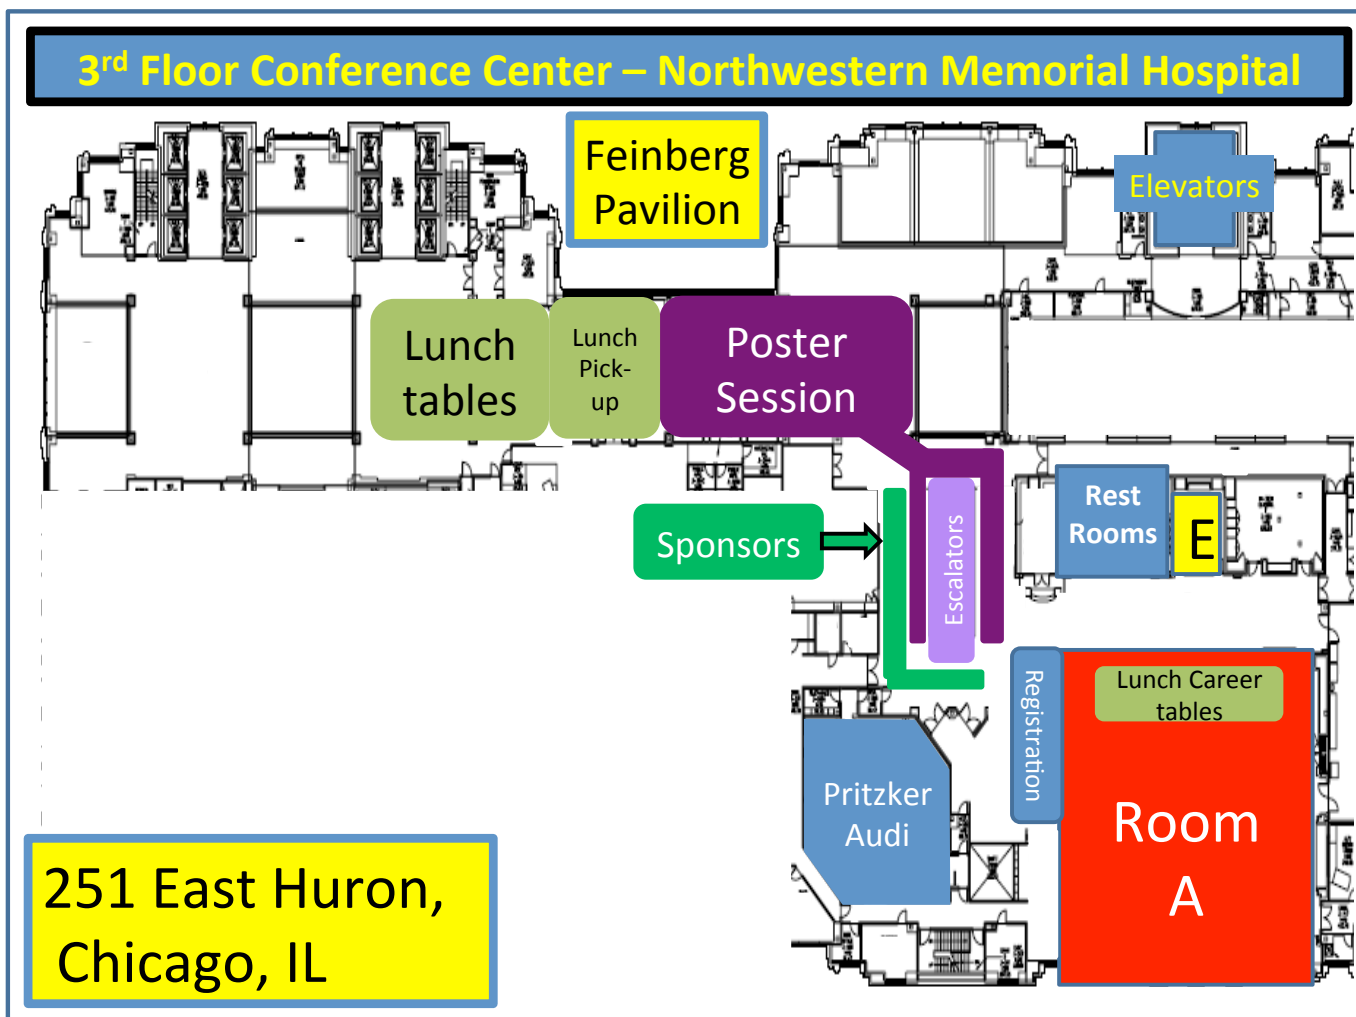 3rd Floor Conference Center – Northwestern Memorial Hospital
Feinberg
Pavilion
Elevators
Lunch
tables
Lunch
Pick-
up
Poster
Session
Sponsors
Escalators
Rest
Rooms
E
Registration
Lunch Career
tables
Pritzker
Audi
Room
A
251 East Huron,
Chicago, IL